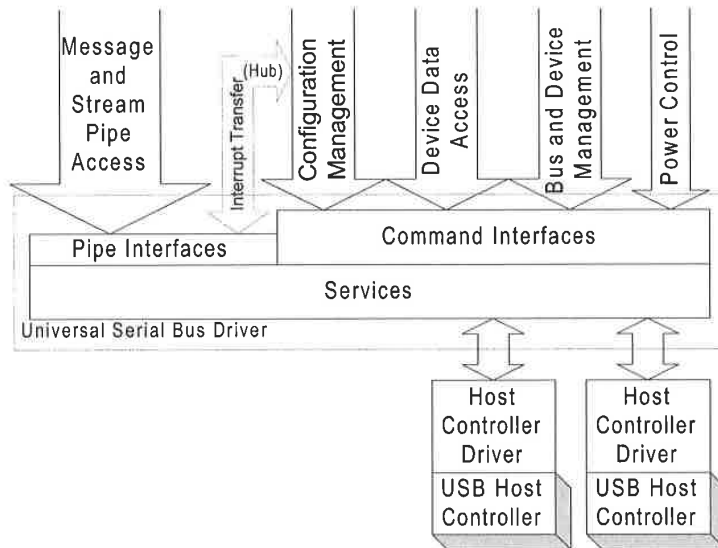 Message
and
Stream
Pipe
Access
Interrupt Transfer
(Hub)
Configuration
Management
Device Data
Access
Bus and Device
Management
Power Control
Pipe Interfaces
Command Interfaces
Services
Universal Serial Bus Driver
Host
Controller
Driver
USB Host
Controller
Host
Controller
Driver
USB Host
Controller